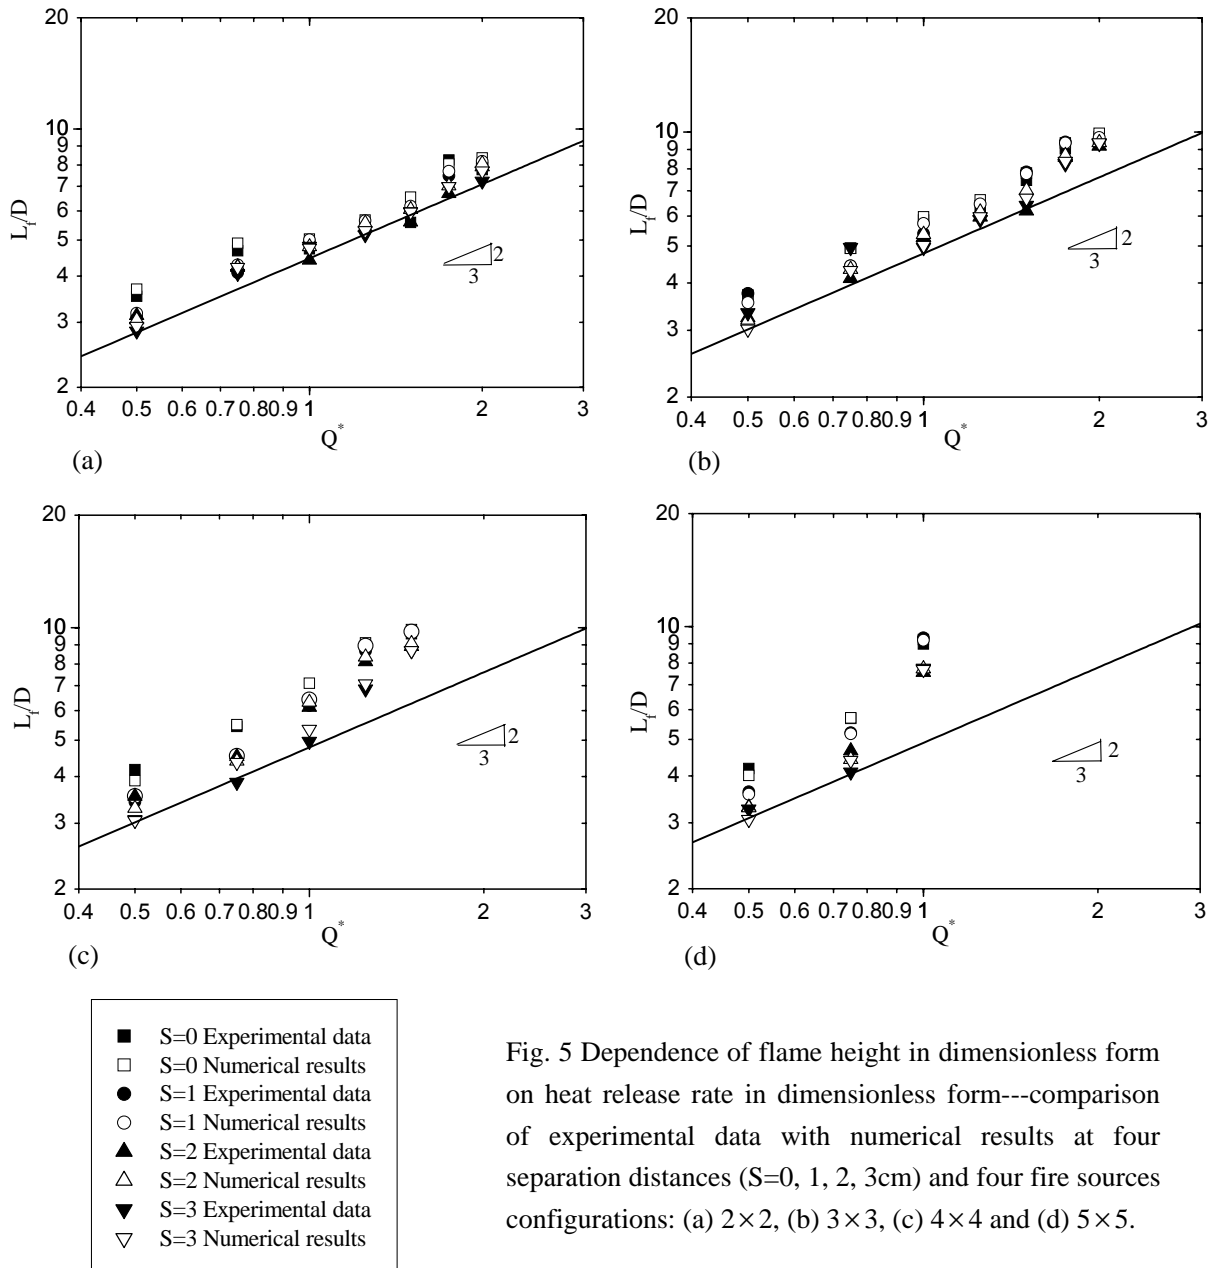 20
10
9
8
7
6
5
4
3
2
L_f/D
2
3
0.4 0.5 0.6 0.7 0.8 0.9 1 2 3
Q*
(a)
20
10
9
8
7
6
5
4
3
2
L_f/D
2
3
0.4 0.5 0.6 0.7 0.8 0.9 1 2 3
Q*
(b)
20
10
9
8
7
6
5
4
3
2
L_f/D
2
3
0.4 0.5 0.6 0.7 0.8 0.9 1 2 3
Q*
(c)
20
10
9
8
7
6
5
4
3
2
L_f/D
2
3
0.4 0.5 0.6 0.7 0.8 0.9 1 2 3
Q*
(d)
S=0 Experimental data
S=0 Numerical results
S=1 Experimental data
S=1 Numerical results
S=2 Experimental data
S=2 Numerical results
S=3 Experimental data
S=3 Numerical results
Fig. 5 Dependence of flame height in dimensionless form
on heat release rate in dimensionless form---comparison
of experimental data with numerical results at four
separation distances (S=0, 1, 2, 3cm) and four fire sources
configurations: (a) 2×2, (b) 3×3, (c) 4×4 and (d) 5×5.